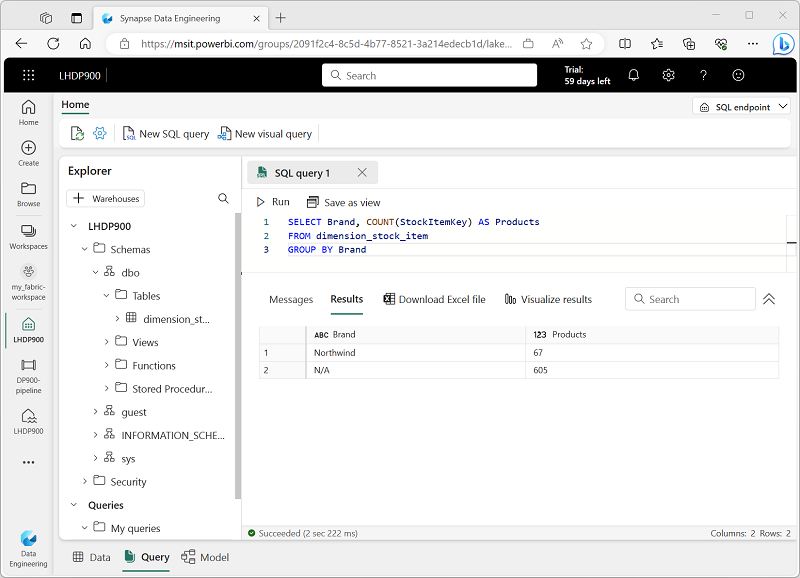 Synapse Data Engineering
https://msit.powerbi.com/groups/2091f2c4-8c5d-4b77-8521-3a214edecb1d/lake...
LHDP900
Search
Trial:
59 days left
Home
Create
Browse
Workspaces
my_fabric-
workspace
LHDP900
DP900-
pipeline
LHDP900
Data
Engineering
Home
SQL endpoint
New SQL query
New visual query
Explorer
Warehouses
LHDP900
Schemas
dbo
Tables
dimension_st...
Views
Functions
Stored Procedur...
guest
INFORMATION_SCHE...
sys
Security
Queries
My queries
SQL query 1
Run
Save as view
1 SELECT Brand, COUNT(StockItemKey) AS Products
2 FROM dimension_stock_item
3 GROUP BY Brand
Messages
Results
Download Excel file
Visualize results
Search
ABC Brand 123 Products
1 Northwind 67
2 N/A 605
Succeeded (2 sec 222 ms)
Columns: 2 Rows: 2
Data
Query
Model